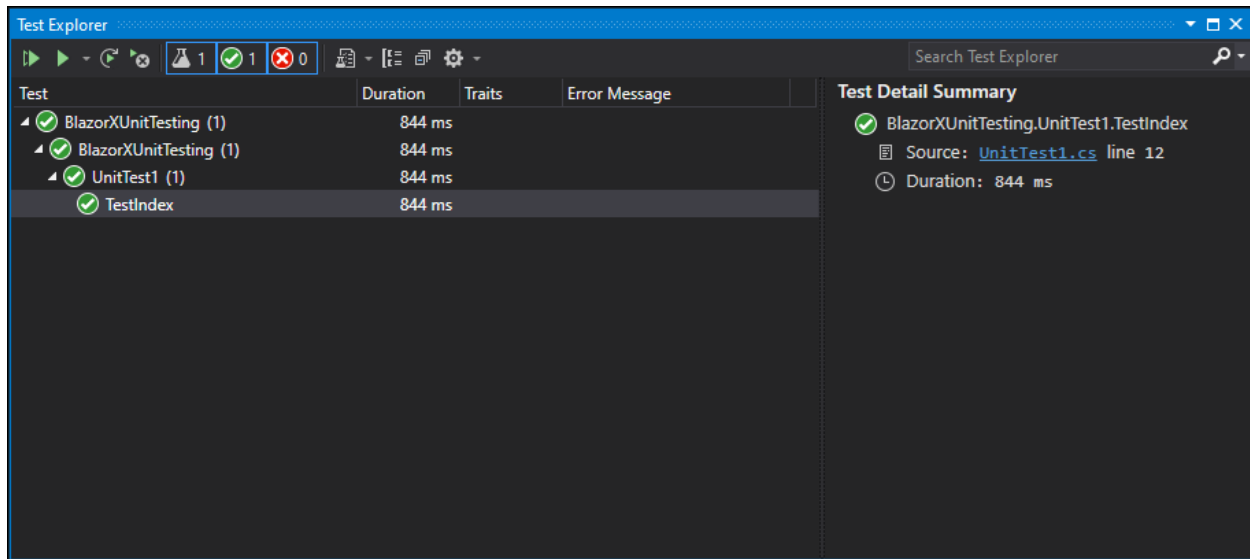 Test Explorer
1 1 0 Search Test Explorer
Test Duration Traits Error Message
BlazorXUnitTesting (1) 844 ms
BlazorXUnitTesting (1) 844 ms
UnitTest1 (1) 844 ms
TestIndex 844 ms
Test Detail Summary
BlazorXUnitTesting.UnitTest1.TestIndex
Source: UnitTest1.cs line 12
Duration: 844 ms